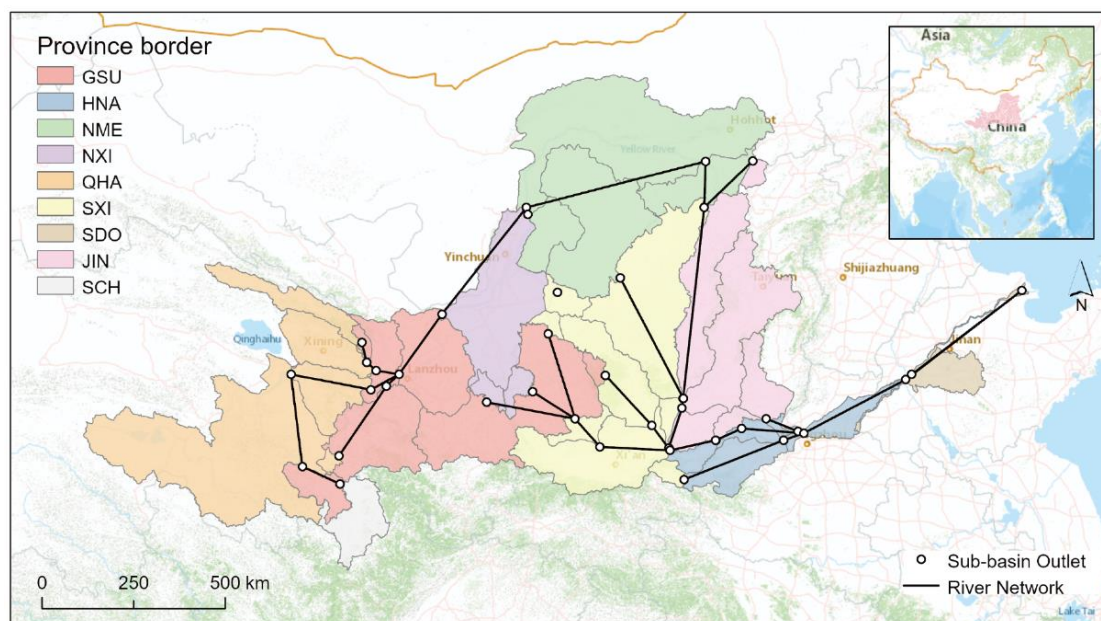 Province border
GSU
HNA
NME
NXI
QHA
SXI
SDO
JIN
SCH
Asia
China
Hohhot
Yellow River
Yinchuan
Shijiazhuang
N
Qinghaihu
Xining
Lanzhou
Xi'an
0 250 500 km
Sub-basin Outlet
River Network
Lake Tai